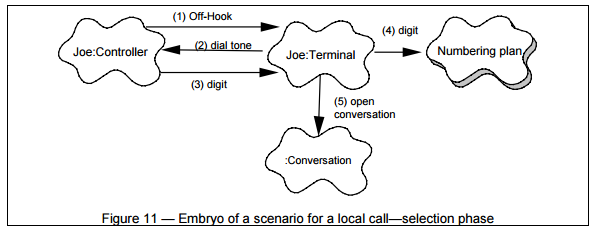 (1) Off-Hook
(4) digit
Joe:Controller
(2) dial tone
Joe:Terminal
Numbering plan
(3) digit
(5) open
conversation
:Conversation
Figure 11 — Embryo of a scenario for a local call—selection phase